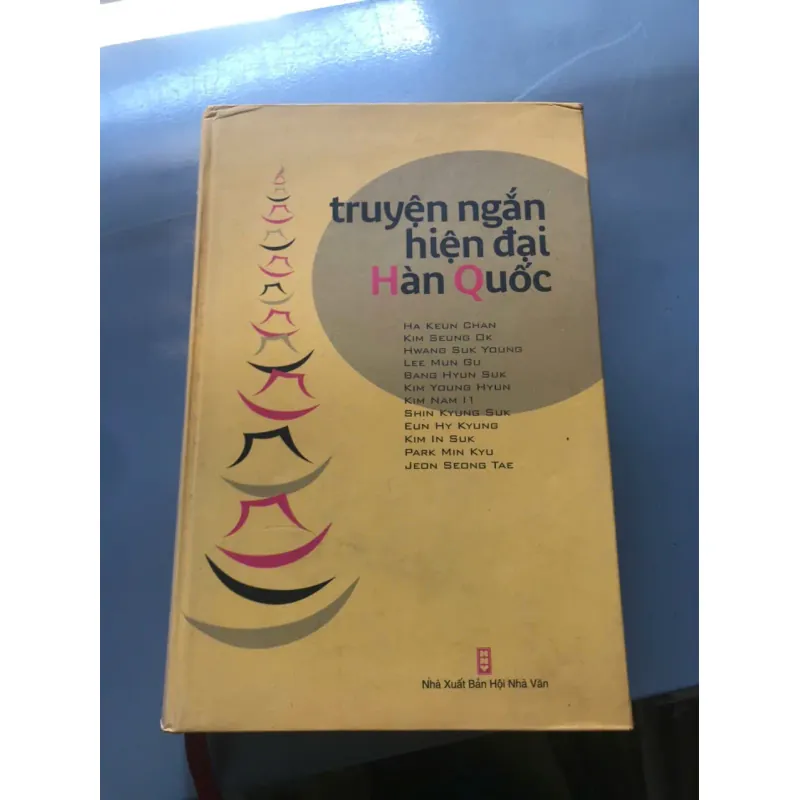 truyện ngắn
hiện đại
Hàn Quốc
HA KEUN CHAN
KIM SEUNG OK
HWANG SUK YOUNG
LEE MUN GU
BANG HYUN SUK
KIM YOUNG HYUN
KIM NAM I1
SHIN KYUNG SUK
EUN HY KYUNG
KIM IN SUK
PARK MIN KYU
JEON SEONG TAE
HNV
Nhà Xuất Bản Hội Nhà Văn